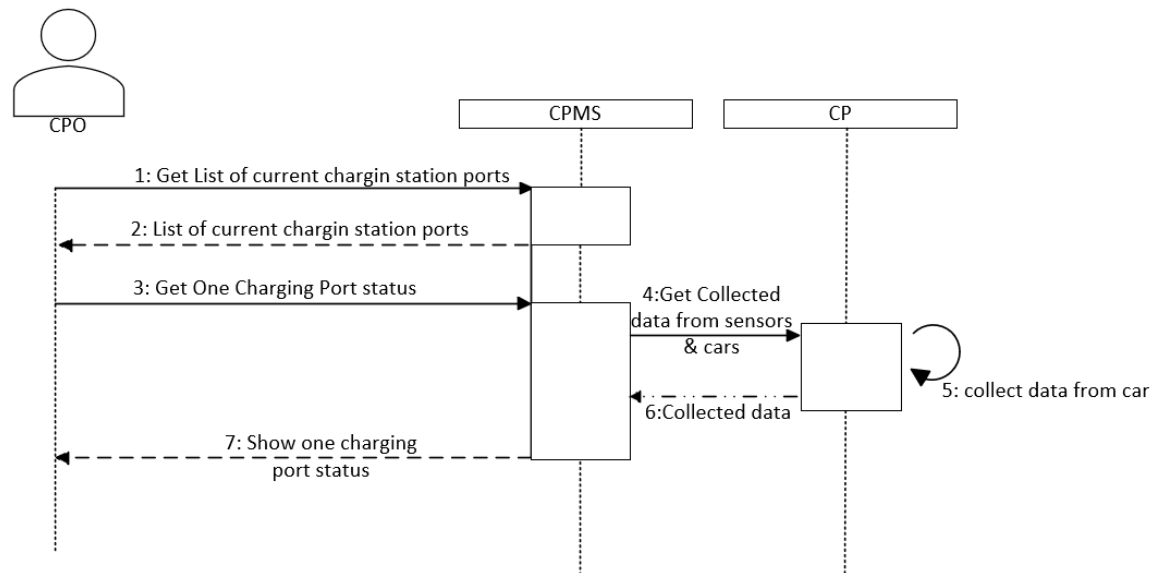 CPO
CPMS
CP
1: Get List of current chargin station ports
2: List of current chargin station ports
3: Get One Charging Port status
4:Get Collected
data from sensors
& cars
5: collect data from car
6:Collected data
7: Show one charging
port status